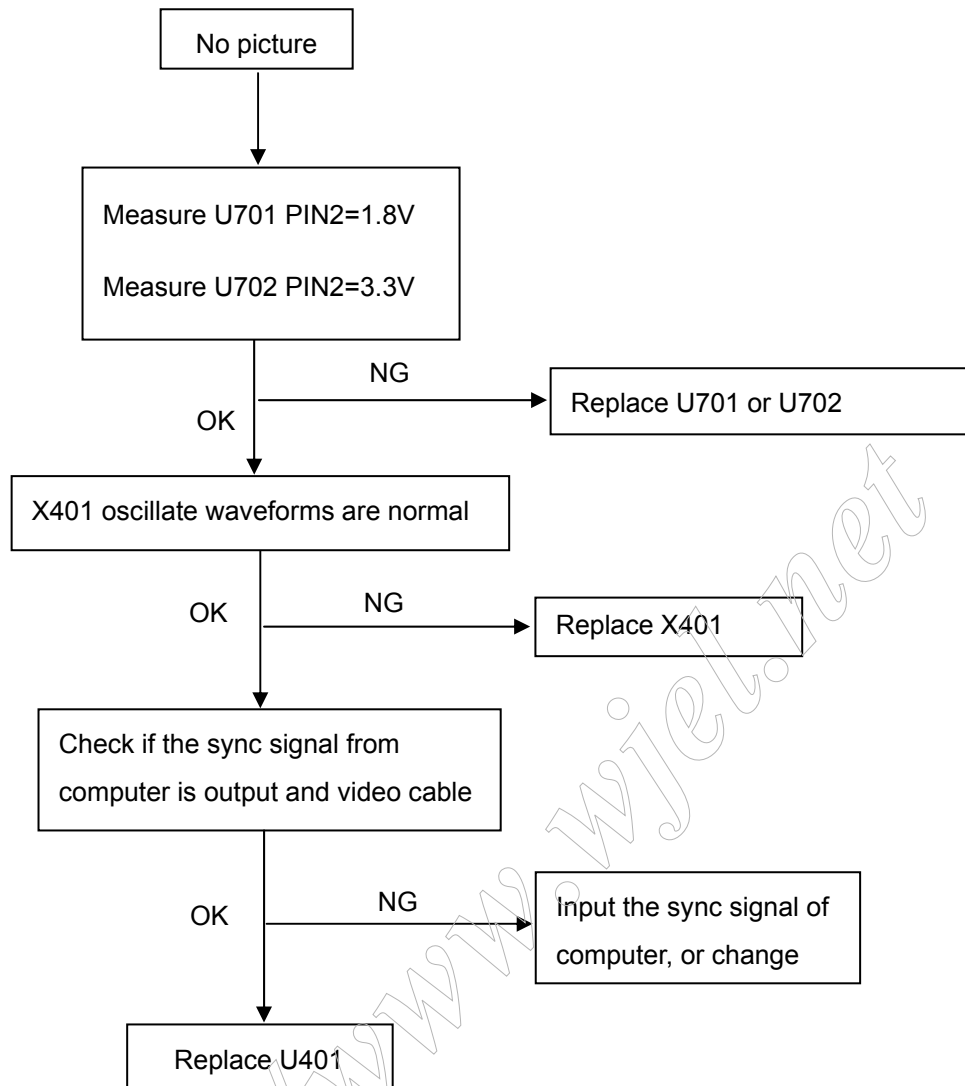 No picture
Measure U701 PIN2=1.8V
Measure U702 PIN2=3.3V
NG
Replace U701 or U702
OK
X401 oscillate waveforms are normal
OK
NG
Replace X401
Check if the sync signal from
computer is output and video cable
OK
NG
Input the sync signal of
computer, or change
Replace U401
www.wjel.net